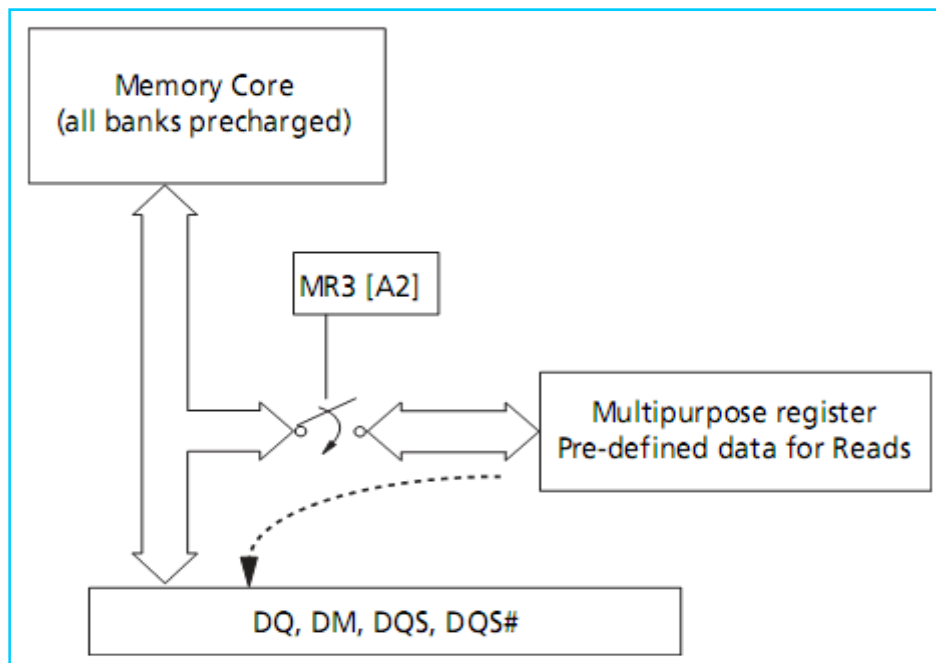 Memory Core
(all banks precharged)
MR3 [A2]
Multipurpose register
Pre-defined data for Reads
DQ, DM, DQS, DQS#